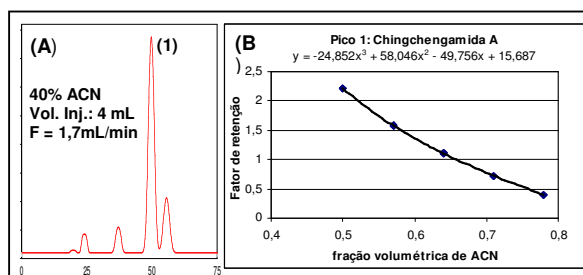 (A)
(1)
40% ACN
Vol. Inj.: 4 mL
F = 1,7mL/min
0 25 50 75
(B
)
Pico 1: Chingchengamida A
y = -24,852x³ + 58,046x² - 49,756x + 15,687
Fator de retenção
2,5
2
1,5
1
0,5
0
0,4 0,5 0,6 0,7 0,8
fração volumétrica de ACN